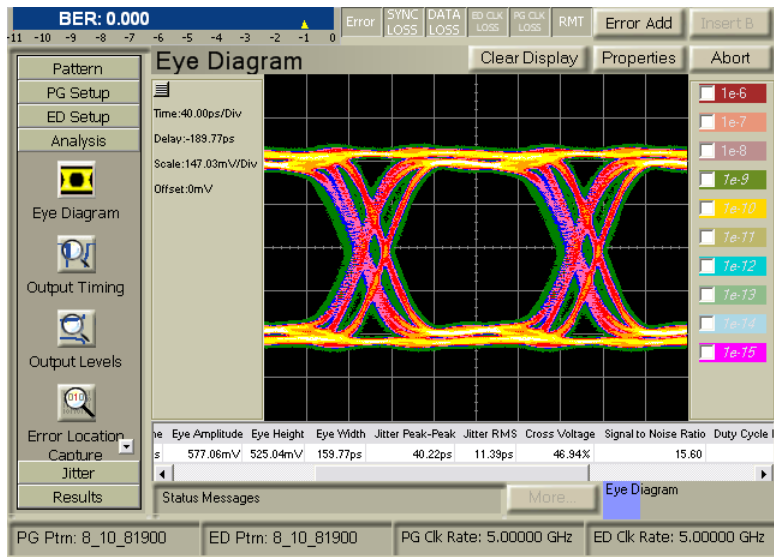 BER: 0.000
-11 -10 -9 -8 -7 -6 -5 -4 -3 -2 -1 0
Error
SYNC LOSS
DATA LOSS
ED CLK LOSS
PG CLK LOSS
RMT
Error Add
Insert B
Pattern
PG Setup
ED Setup
Analysis
Eye Diagram
Output Timing
Output Levels
010
Error Location
Capture
Jitter
Results
Eye Diagram
Clear Display
Properties
Abort
Time:40.00ps/Div
Delay:-189.77ps
Scale:147.03mV/Div
Offset:0mV
1e-6
1e-7
1e-8
1e-9
1e-10
1e-11
1e-12
1e-13
1e-14
1e-15
Eye Amplitude Eye Height Eye Width Jitter Peak-Peak Jitter RMS Cross Voltage Signal to Noise Ratio Duty Cycle
s 577.06mV 525.04mV 159.77ps 40.22ps 11.39ps 46.94% 15.60
Status Messages
More...
Eye Diagram
PG Ptrn: 8_10_81900
ED Ptrn: 8_10_81900
PG Clk Rate: 5.00000 GHz
ED Clk Rate: 5.00000 GHz